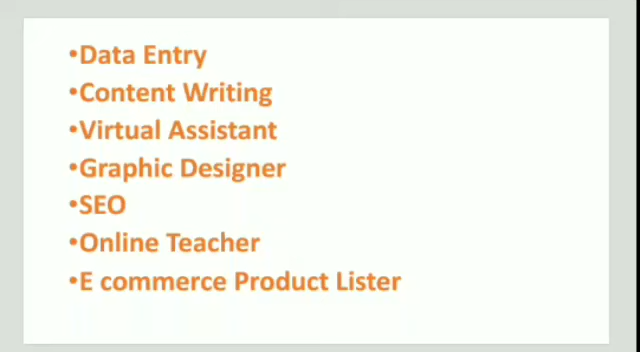 •Data Entry
•Content Writing
•Virtual Assistant
•Graphic Designer
•SEO
•Online Teacher
•E commerce Product Lister